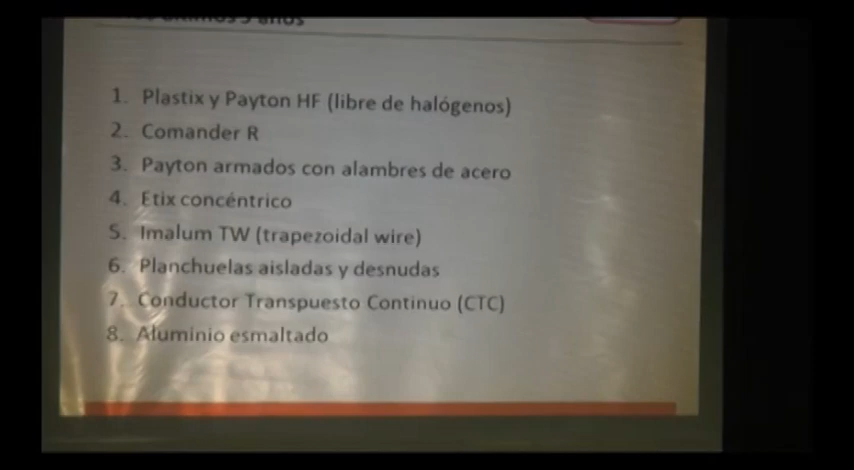 1. Plastix y Payton HF (libre de halógenos)
2. Comander R
3. Payton armados con alambres de acero
4. Etix concéntrico
5. Imalum TW (trapezoidal wire)
6. Planchuelas aisladas y desnudas
7. Conductor Transpuesto Continuo (CTC)
8. Aluminio esmaltado